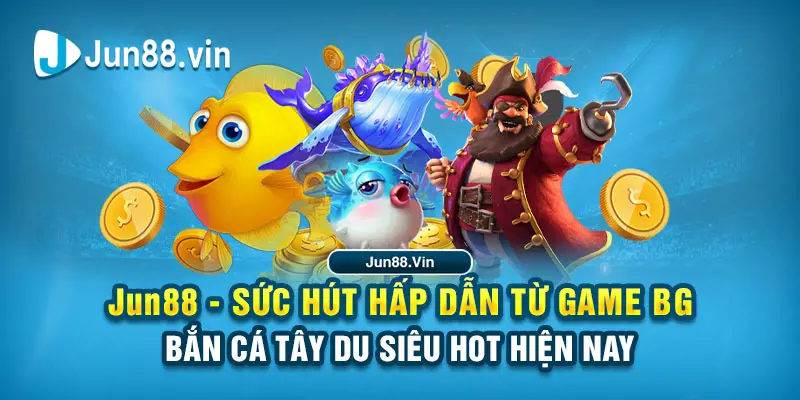 Jun88.vin
Jun88.Vin
Jun88 - SỨC HÚT HẤP DẪN TỪ GAME BG
BẮN CÁ TÂY DU SIÊU HOT HIỆN NAY